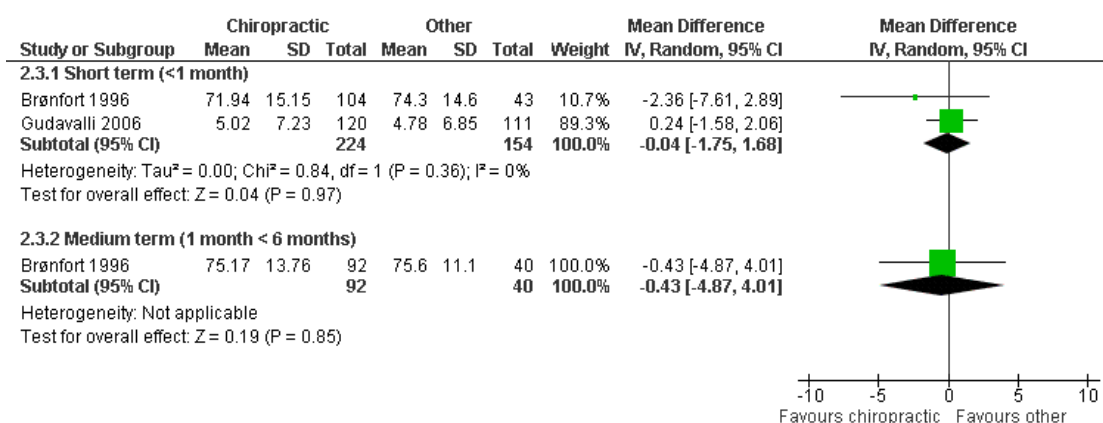 Chiropractic Other Mean Difference Mean Difference
Study or Subgroup Mean SD Total Mean SD Total Weight IV, Random, 95% CI IV, Random, 95% CI
2.3.1 Short term (<1 month)
Brønfort 1996 71.94 15.15 104 74.3 14.6 43 10.7% -2.36 [-7.61, 2.89]
Gudavalli 2006 5.02 7.23 120 4.78 6.85 111 89.3% 0.24 [-1.58, 2.06]
Subtotal (95% CI) 224 154 100.0% -0.04 [-1.75, 1.68]
Heterogeneity: Tau² = 0.00; Chi² = 0.84, df = 1 (P = 0.36); I² = 0%
Test for overall effect: Z = 0.04 (P = 0.97)
2.3.2 Medium term (1 month < 6 months)
Brønfort 1996 75.17 13.76 92 75.6 11.1 40 100.0% -0.43 [-4.87, 4.01]
Subtotal (95% CI) 92 40 100.0% -0.43 [-4.87, 4.01]
Heterogeneity: Not applicable
Test for overall effect: Z = 0.19 (P = 0.85)
-10 -5 0 5 10
Favours chiropractic Favours other